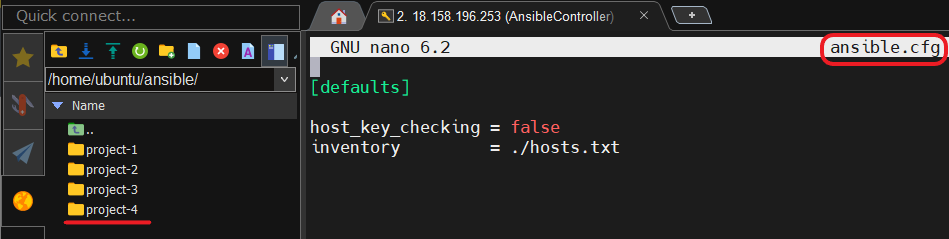 Quick connect...
2. 18.158.196.253 (AnsibleController)
/home/ubuntu/ansible/
Name
..
project-1
project-2
project-3
project-4
GNU nano 6.2 ansible.cfg
[defaults]
host_key_checking = false
inventory = ./hosts.txt